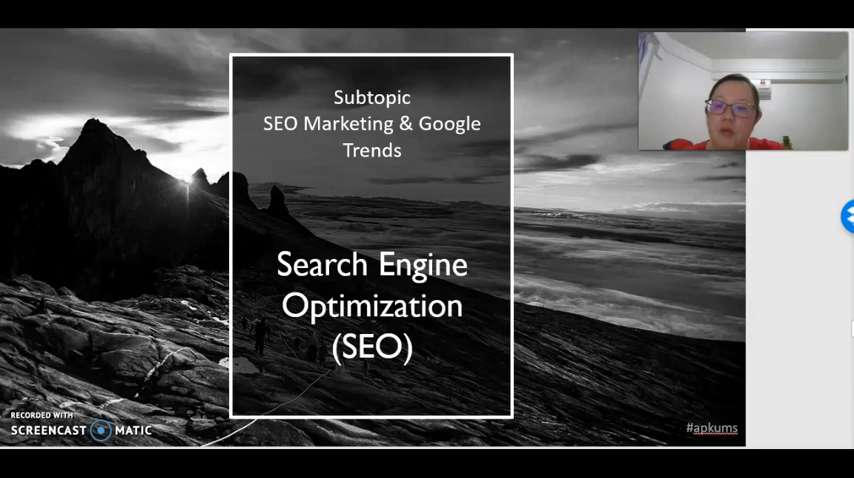 Subtopic
SEO Marketing & Google
Trends
Search Engine
Optimization
(SEO)
RECORDED WITH
SCREENCAST MATIC
#apkums